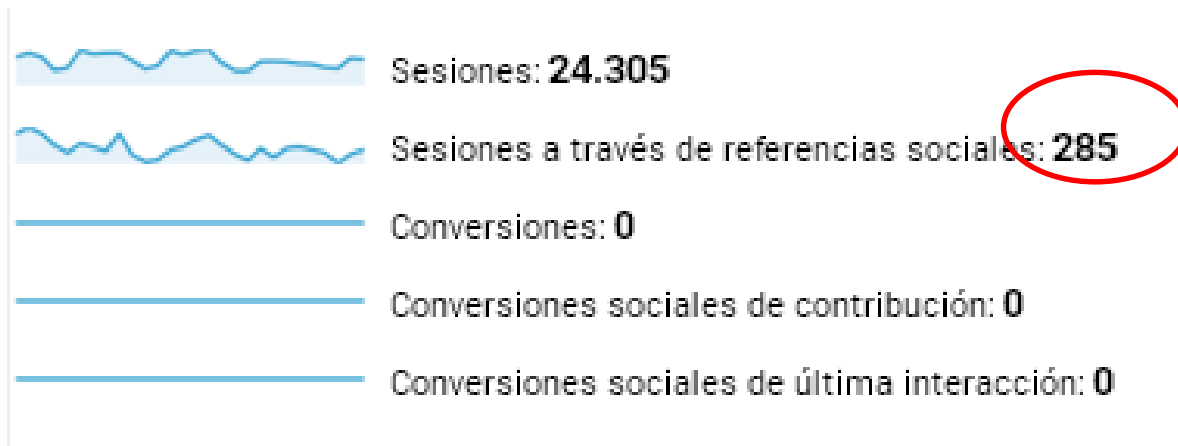 Sesiones: 24.305
Sesiones a través de referencias sociales: 285
Conversiones: 0
Conversiones sociales de contribución: 0
Conversiones sociales de última interacción: 0